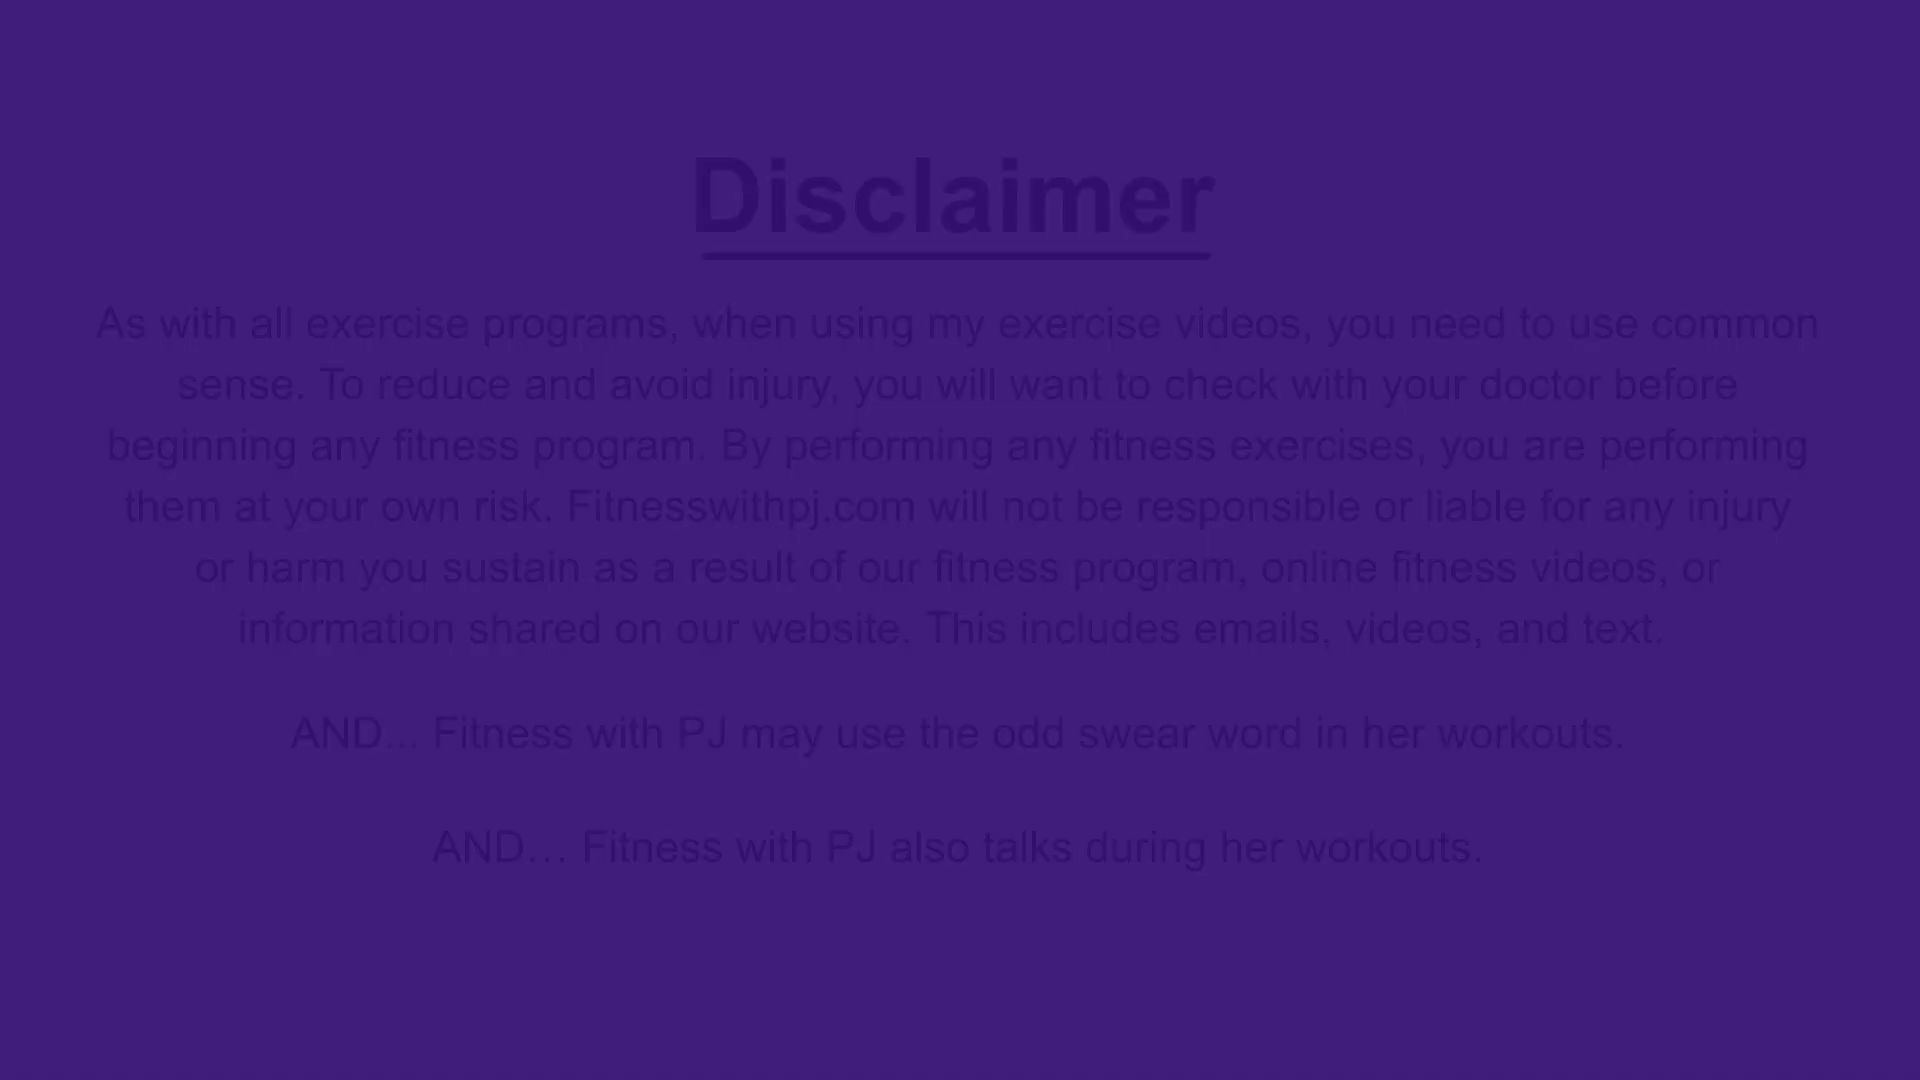 Disclaimer
As with all exercise programs, when using my exercise videos, you need to use common
sense. To reduce and avoid injury, you will want to check with your doctor before
beginning any fitness program. By performing any fitness exercises, you are performing
them at your own risk. Fitnesswithpj.com will not be responsible or liable for any injury
or harm you sustain as a result of our fitness program, online fitness videos, or
information shared on our website. This includes emails, videos, and text.
AND... Fitness with PJ may use the odd swear word in her workouts.
AND... Fitness with PJ also talks during her workouts.